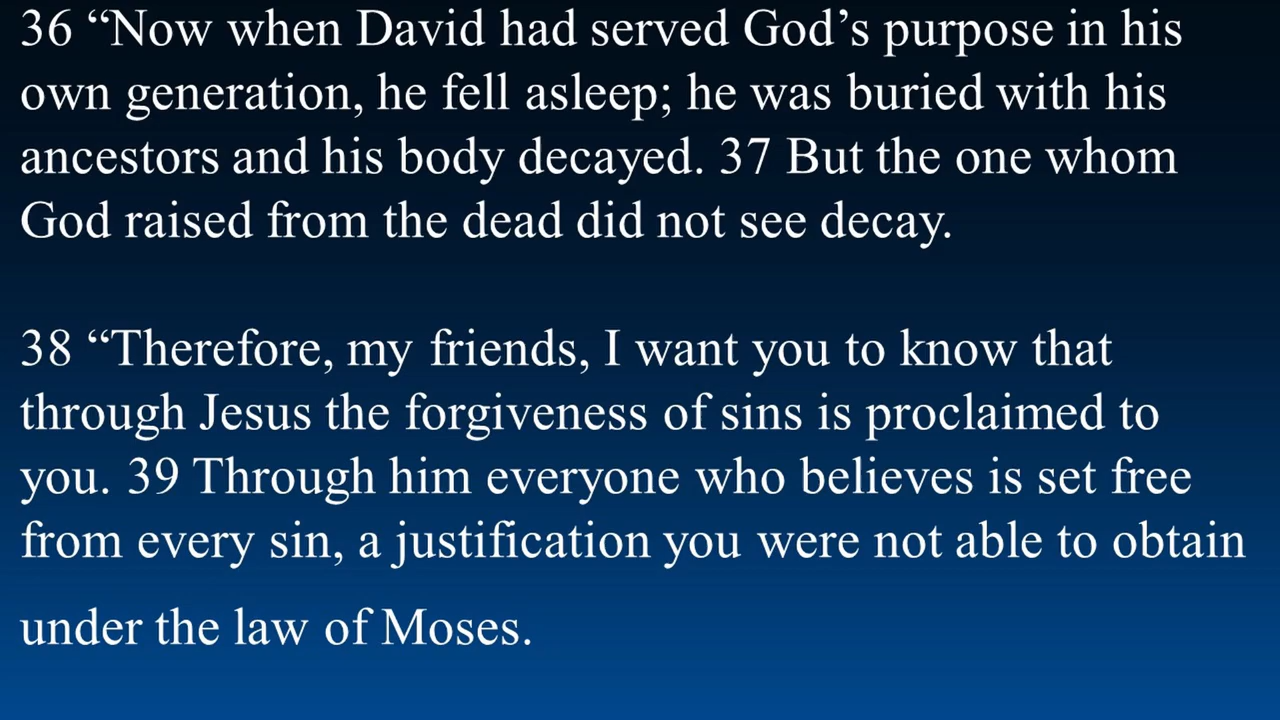 36 “Now when David had served God’s purpose in his
own generation, he fell asleep; he was buried with his
ancestors and his body decayed. 37 But the one whom
God raised from the dead did not see decay.
38 “Therefore, my friends, I want you to know that
through Jesus the forgiveness of sins is proclaimed to
you. 39 Through him everyone who believes is set free
from every sin, a justification you were not able to obtain
under the law of Moses.